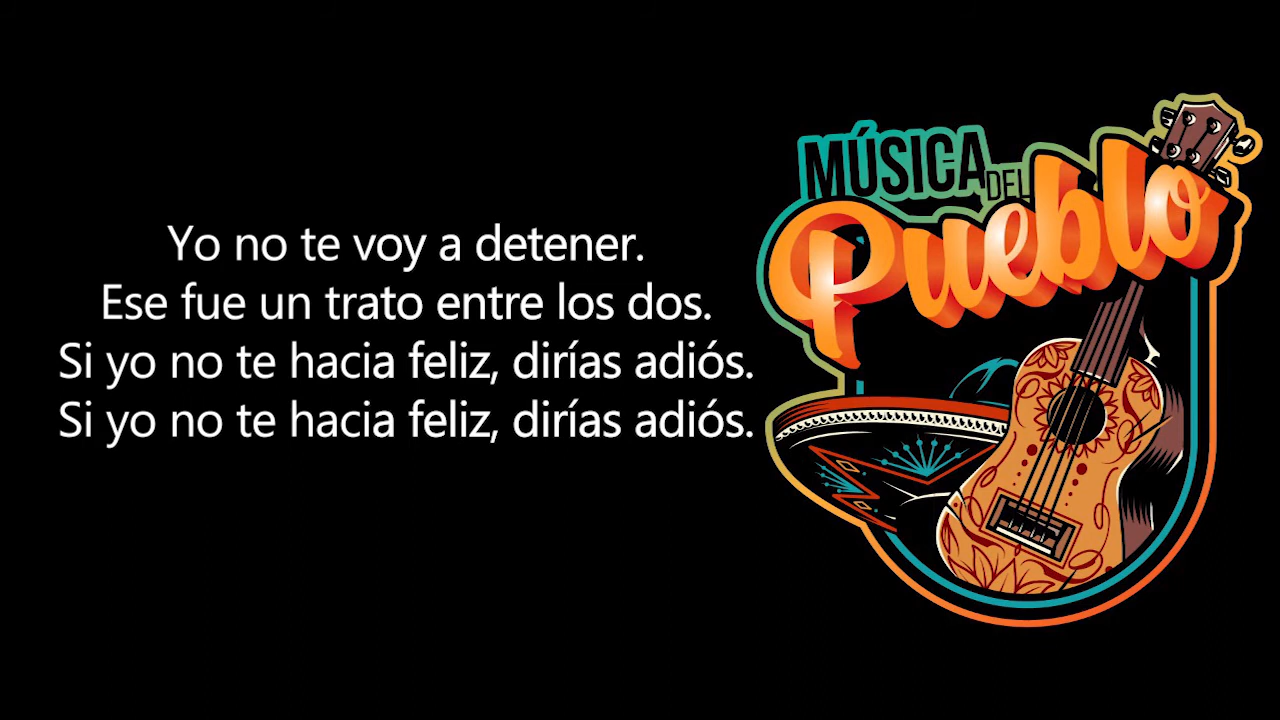 Yo no te voy a detener.
Ese fue un trato entre los dos.
Si yo no te hacia feliz, dirías adiós.
Si yo no te hacia feliz, dirías adiós.
MÚSICA DEL
Pueblo